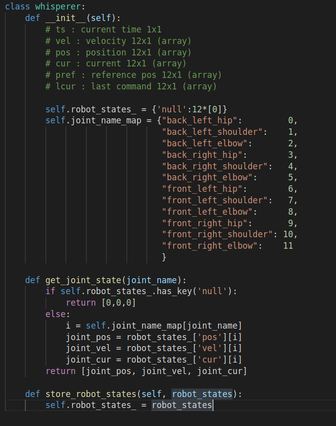 class whisperer:
    def __init__(self):
        # ts : current time 1x1
        # vel : velocity 12x1 (array)
        # pos : position 12x1 (array)
        # cur : current 12x1 (array)
        # pref : reference pos 12x1 (array)
        # lcur : last command 12x1 (array)
        self.robot_states_ = {'null':12*[0]}
        self.joint_name_map = {"back_left_hip": 0,
                               "back_left_shoulder": 1,
                               "back_left_elbow": 2,
                               "back_right_hip": 3,
                               "back_right_shoulder": 4,
                               "back_right_elbow": 5,
                               "front_left_hip": 6,
                               "front_left_shoulder": 7,
                               "front_left_elbow": 8,
                               "front_right_hip": 9,
                               "front_right_shoulder": 10,
                               "front_right_elbow": 11
                               }
    def get_joint_state(joint_name):
        if self.robot_states_.has_key('null'):
            return [0,0,0]
        else:
            i = self.joint_name_map[joint_name]
            joint_pos = robot_states_['pos'][i]
            joint_vel = robot_states_['vel'][i]
            joint_cur = robot_states_['cur'][i]
        return [joint_pos, joint_vel, joint_cur]
    def store_robot_states(self, robot_states):
        self.robot_states_ = robot_states